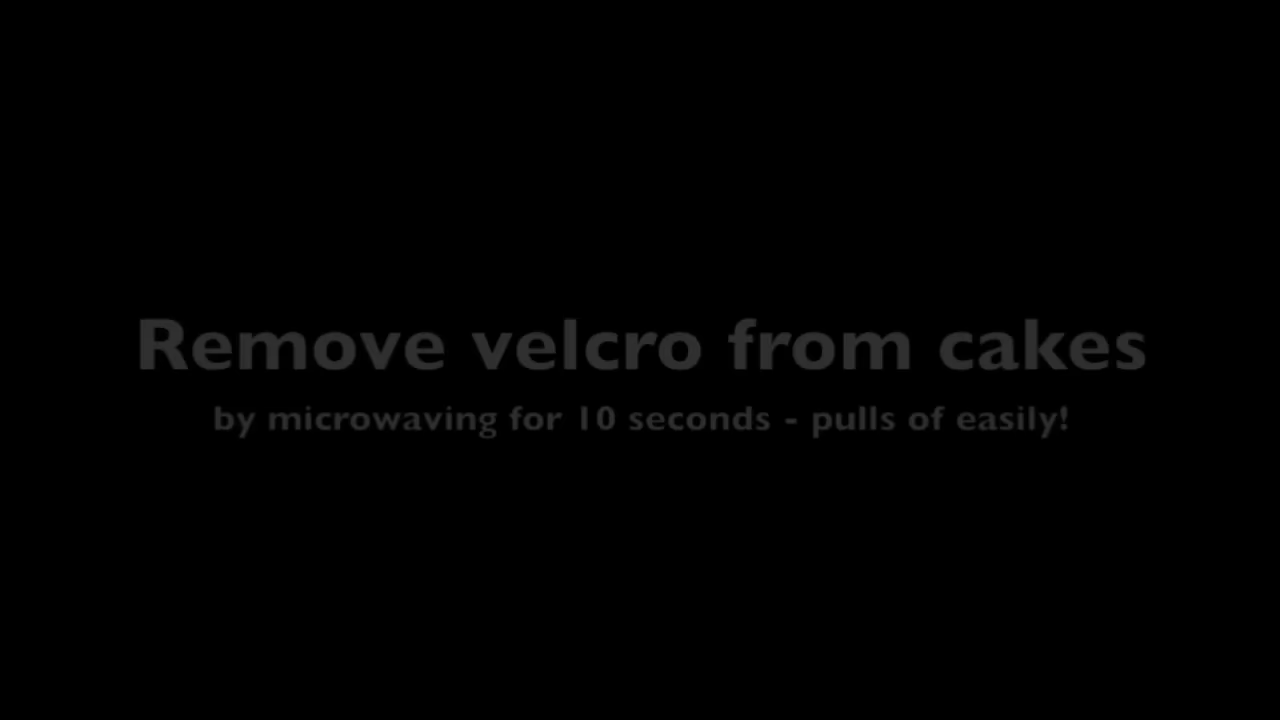 Remove velcro from cakes
by microwaving for 10 seconds - pulls of easily!